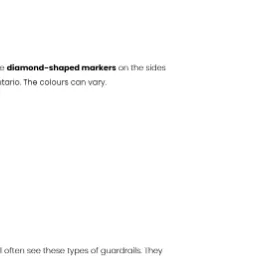 e diamond-shaped markers on the sides
tario. The colours can vary.
l often see these types of guardrails. They